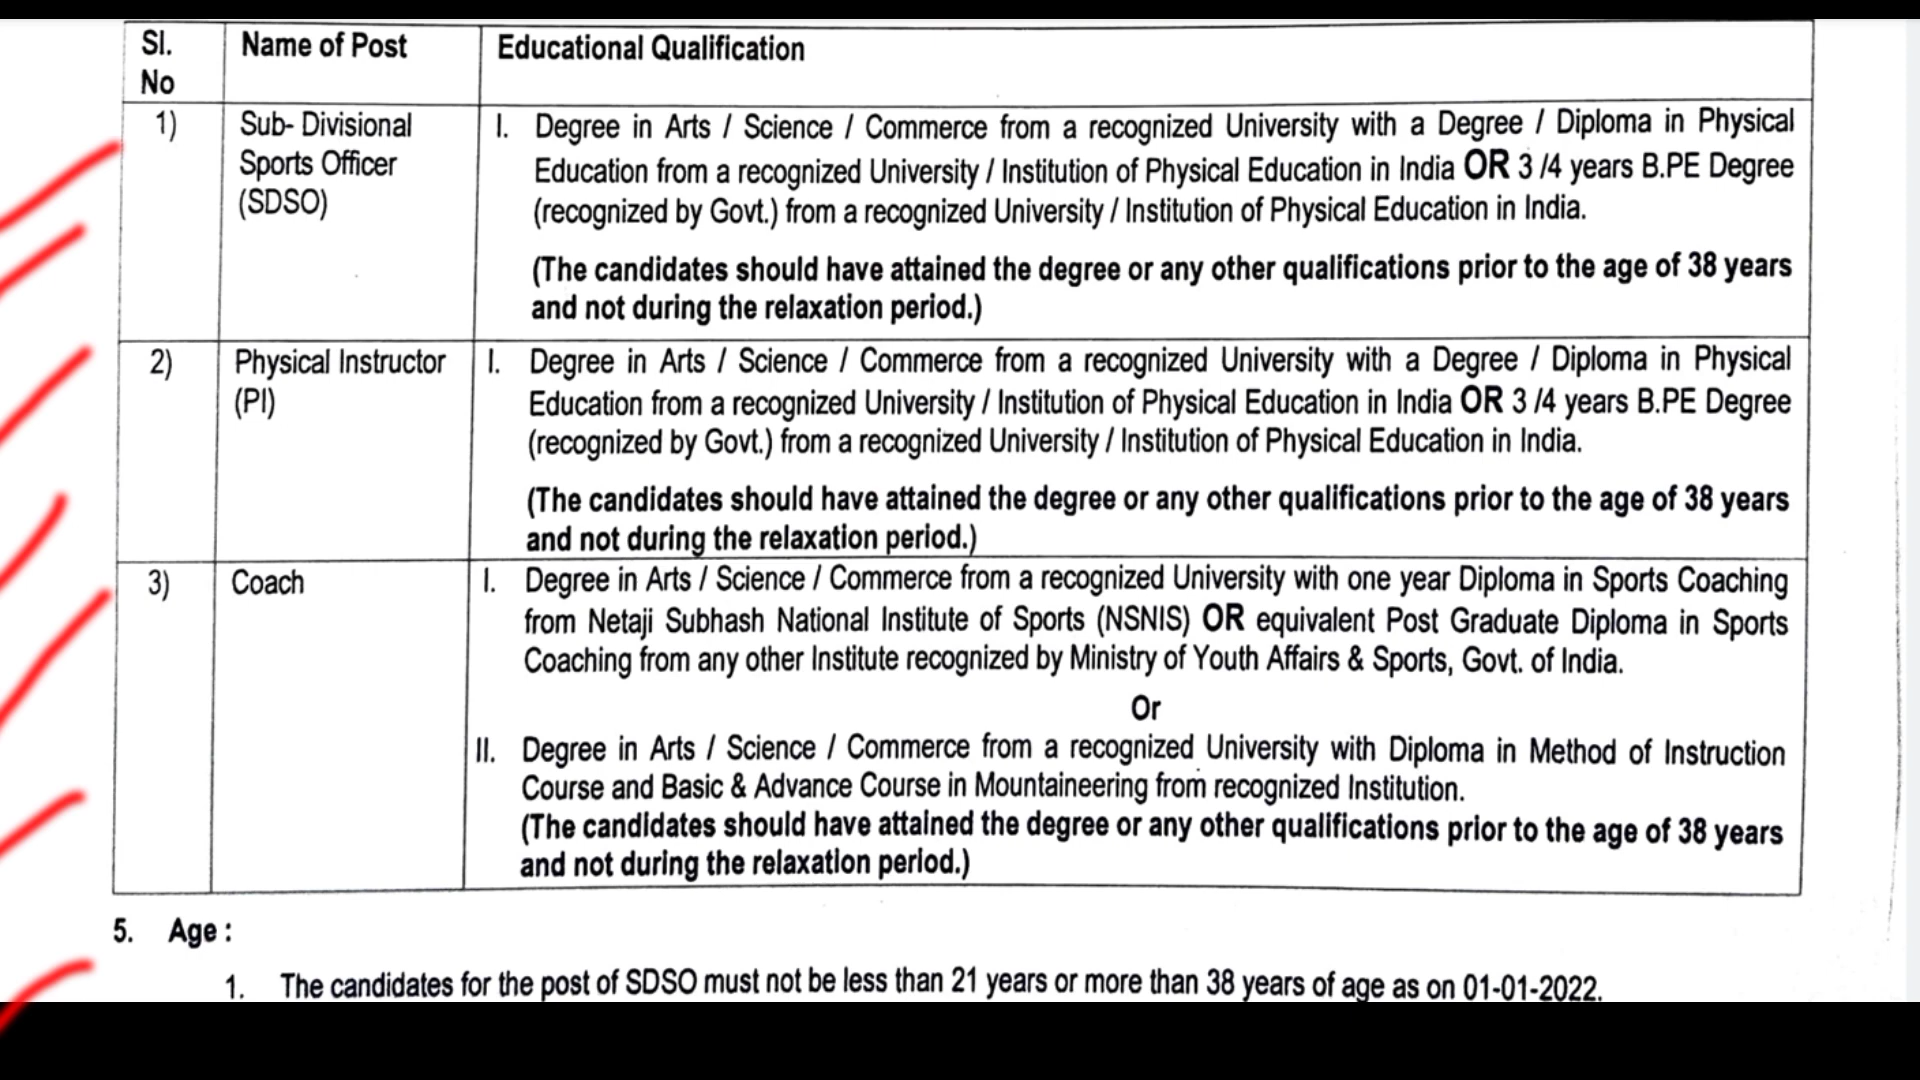 Sl. No
Name of Post
Educational Qualification
1)
Sub- Divisional
Sports Officer
(SDSO)
I. Degree in Arts / Science / Commerce from a recognized University with a Degree / Diploma in Physical
Education from a recognized University / Institution of Physical Education in India OR 3 /4 years B.PE Degree
(recognized by Govt.) from a recognized University / Institution of Physical Education in India.
(The candidates should have attained the degree or any other qualifications prior to the age of 38 years
and not during the relaxation period.)
2)
Physical Instructor
(PI)
I. Degree in Arts / Science / Commerce from a recognized University with a Degree / Diploma in Physical
Education from a recognized University / Institution of Physical Education in India OR 3 /4 years B.PE Degree
(recognized by Govt.) from a recognized University / Institution of Physical Education in India.
(The candidates should have attained the degree or any other qualifications prior to the age of 38 years
and not during the relaxation period.)
3)
Coach
I. Degree in Arts / Science / Commerce from a recognized University with one year Diploma in Sports Coaching
from Netaji Subhash National Institute of Sports (NSNIS) OR equivalent Post Graduate Diploma in Sports
Coaching from any other Institute recognized by Ministry of Youth Affairs & Sports, Govt. of India.
Or
II. Degree in Arts / Science / Commerce from a recognized University with Diploma in Method of Instruction
Course and Basic & Advance Course in Mountaineering from recognized Institution.
(The candidates should have attained the degree or any other qualifications prior to the age of 38 years
and not during the relaxation period.)
5. Age :
1. The candidates for the post of SDSO must not be less than 21 years or more than 38 years of age as on 01-01-2022.